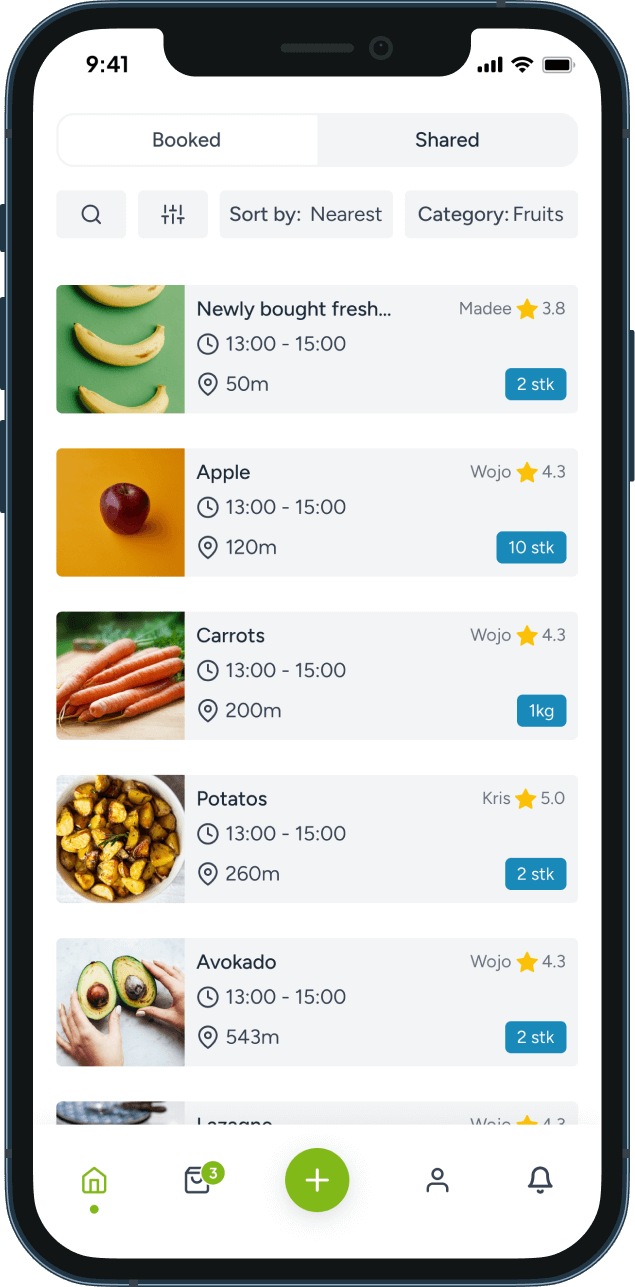 9:41
Booked Shared
Sort by: Nearest Category: Fruits
Newly bought fresh... Madee 3.8
13:00 - 15:00
50m 2 stk
Apple Wojo 4.3
13:00 - 15:00
120m 10 stk
Carrots Wojo 4.3
13:00 - 15:00
200m 1kg
Potatos Kris 5.0
13:00 - 15:00
260m 2 stk
Avokado Wojo 4.3
13:00 - 15:00
543m 2 stk
Lazagne Wojo 4.3
3